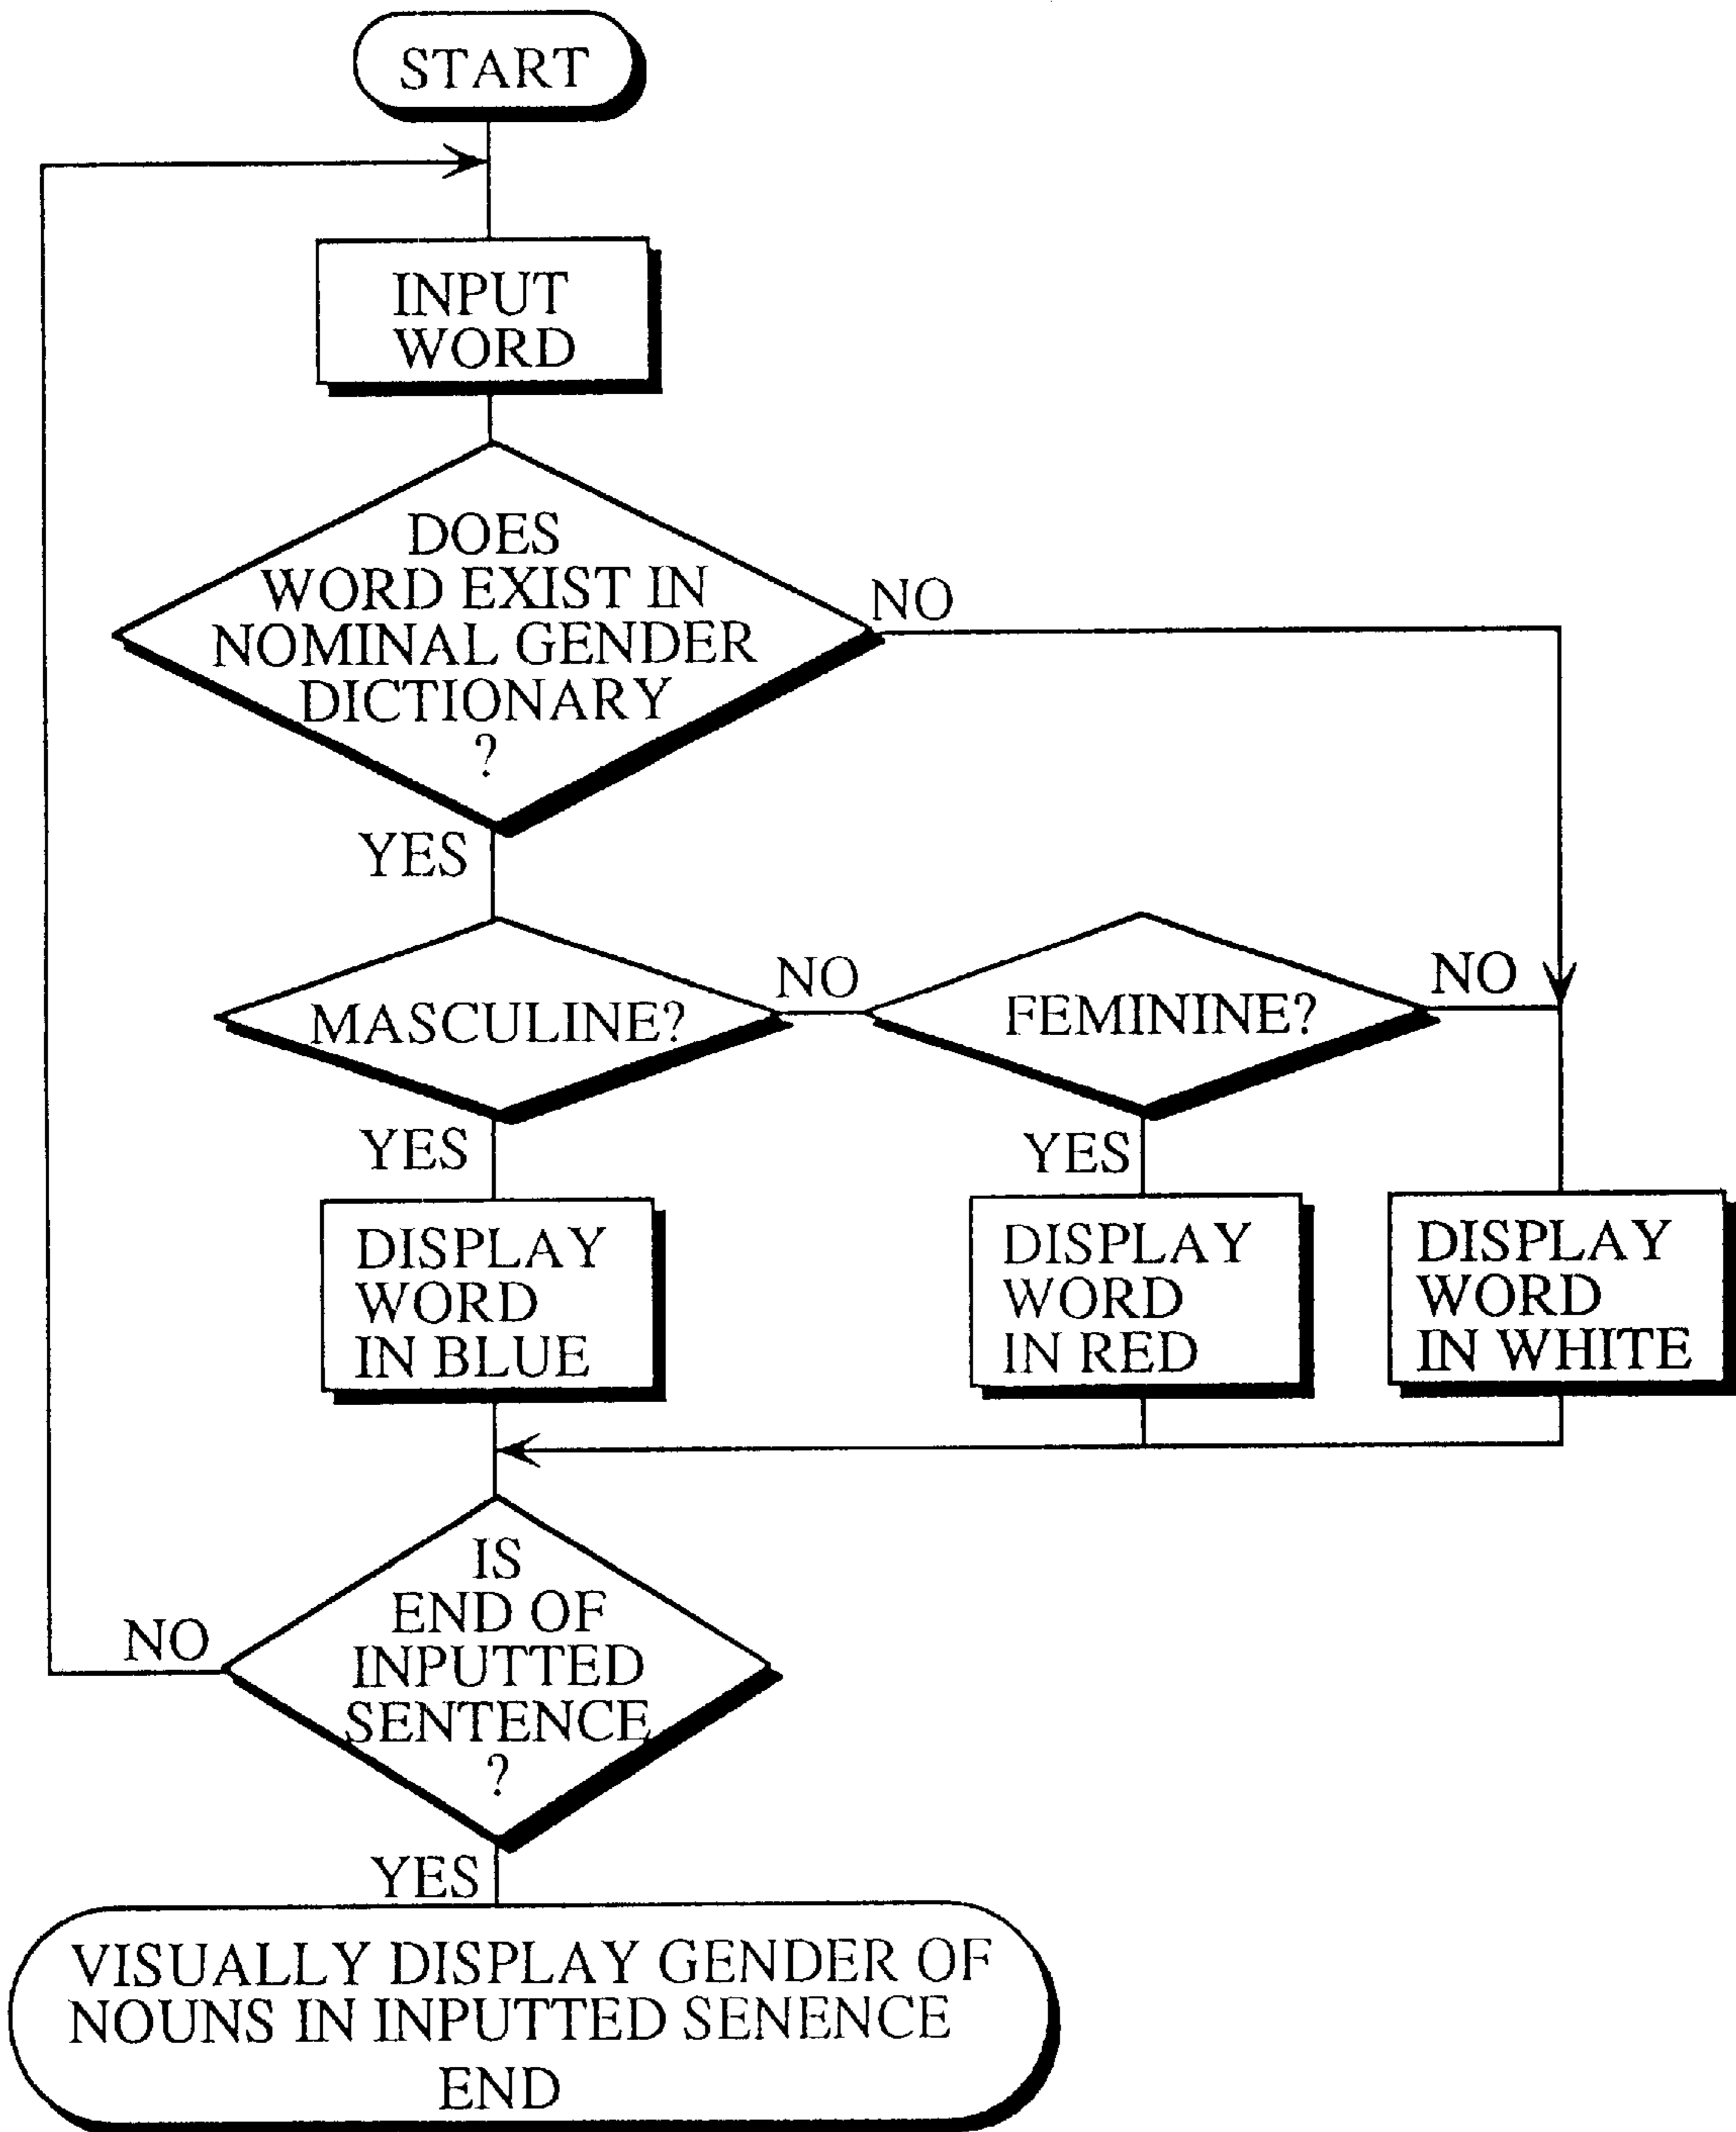 START
INPUT
WORD
DOES
WORD EXIST IN
NOMINAL GENDER
DICTIONARY
?
NO
YES
MASCULINE?
NO
FEMININE?
NO
YES
YES
DISPLAY
WORD
IN BLUE
DISPLAY
WORD
IN RED
DISPLAY
WORD
IN WHITE
IS
END OF
INPUTTED
SENTENCE
?
NO
YES
VISUALLY DISPLAY GENDER OF
NOUNS IN INPUTTED SENENCE
END